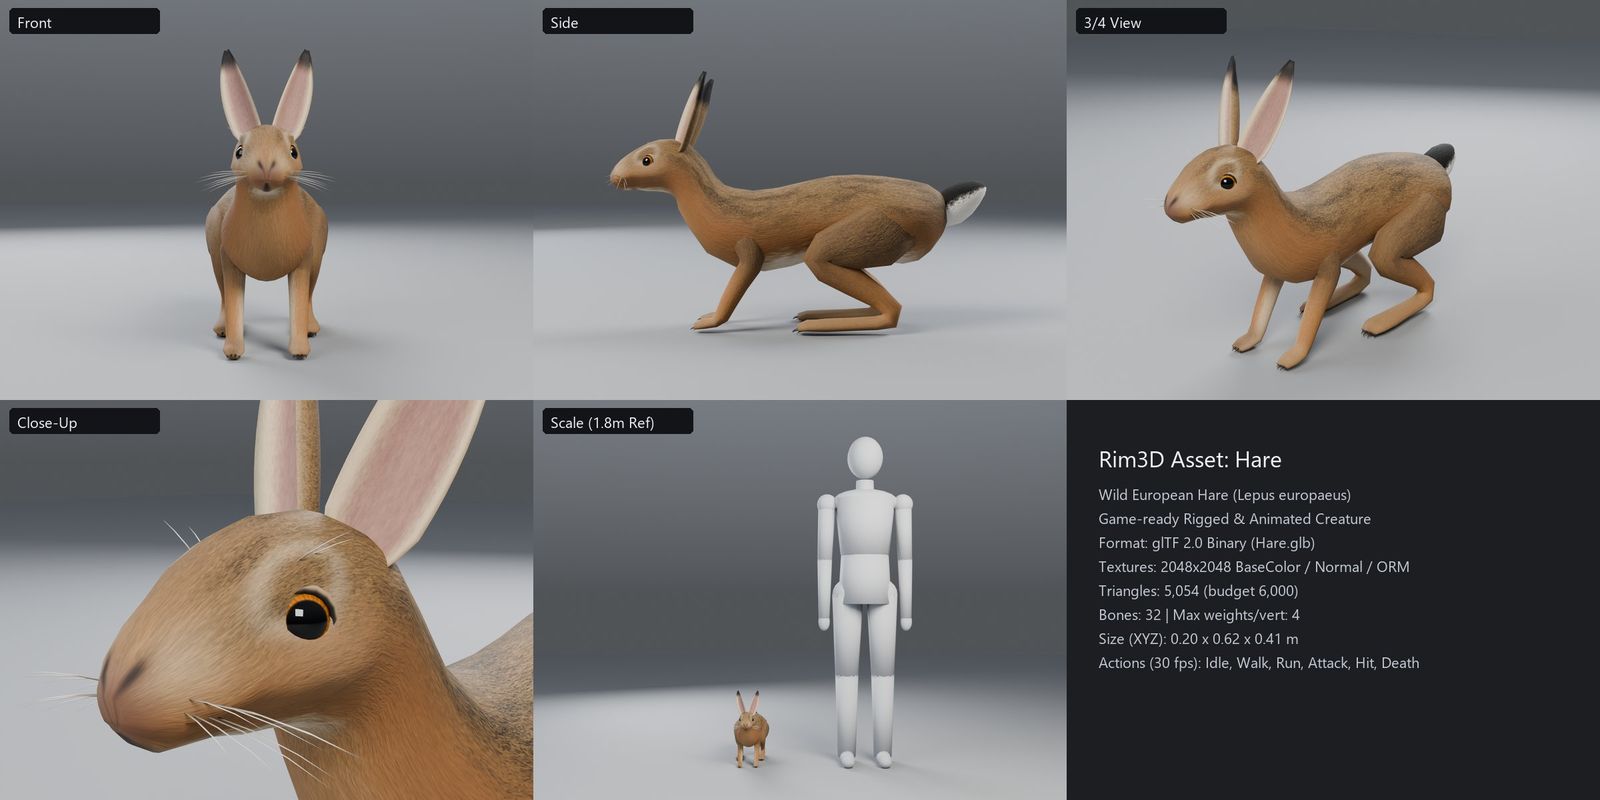 Front
Side
3/4 View
Close-Up
Scale (1.8m Ref)
Rim3D Asset: Hare
Wild European Hare (Lepus europaeus)
Game-ready Rigged & Animated Creature
Format: glTF 2.0 Binary (Hare.glb)
Textures: 2048x2048 BaseColor / Normal / ORM
Triangles: 5,054 (budget 6,000)
Bones: 32 | Max weights/vert: 4
Size (XYZ): 0.20 x 0.62 x 0.41 m
Actions (30 fps): Idle, Walk, Run, Attack, Hit, Death